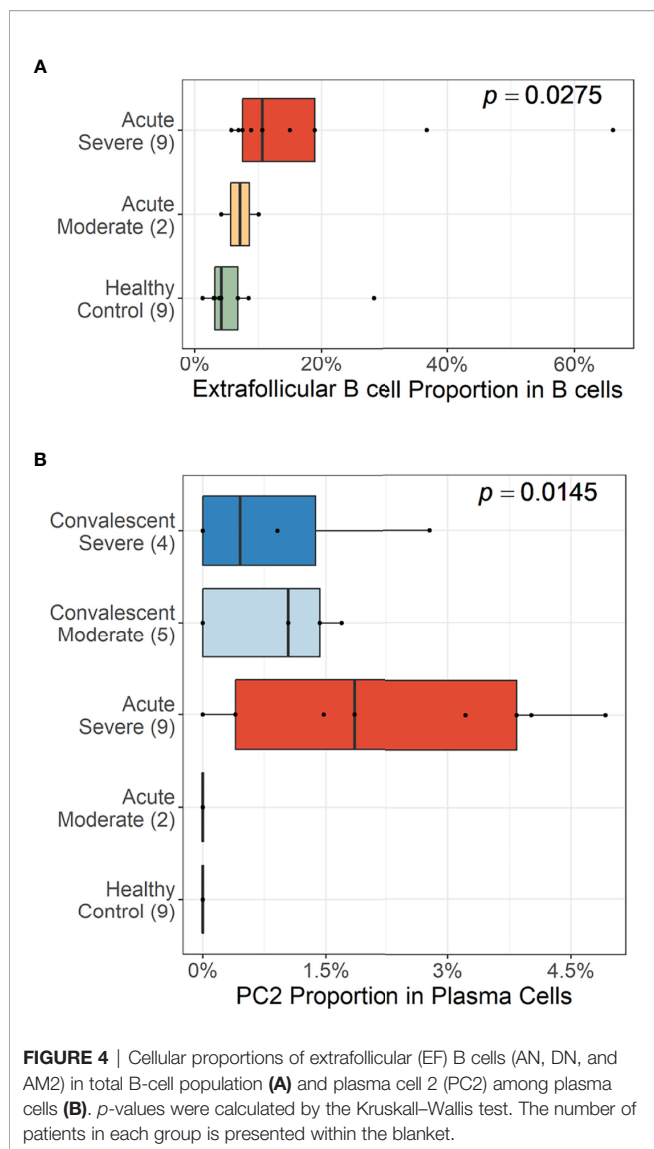 A
p = 0.0275
Acute
Severe (9)
Acute
Moderate (2)
Healthy
Control (9)
0% 20% 40% 60%
Extrafollicular B cell Proportion in B cells
B
p = 0.0145
Convalescent
Severe (4)
Convalescent
Moderate (5)
Acute
Severe (9)
Acute
Moderate (2)
Healthy
Control (9)
0% 1.5% 3% 4.5%
PC2 Proportion in Plasma Cells
FIGURE 4 | Cellular proportions of extrafollicular (EF) B cells (AN, DN, and
AM2) in total B-cell population (A) and plasma cell 2 (PC2) among plasma
cells (B). p-values were calculated by the Kruskall–Wallis test. The number of
patients in each group is presented within the blanket.